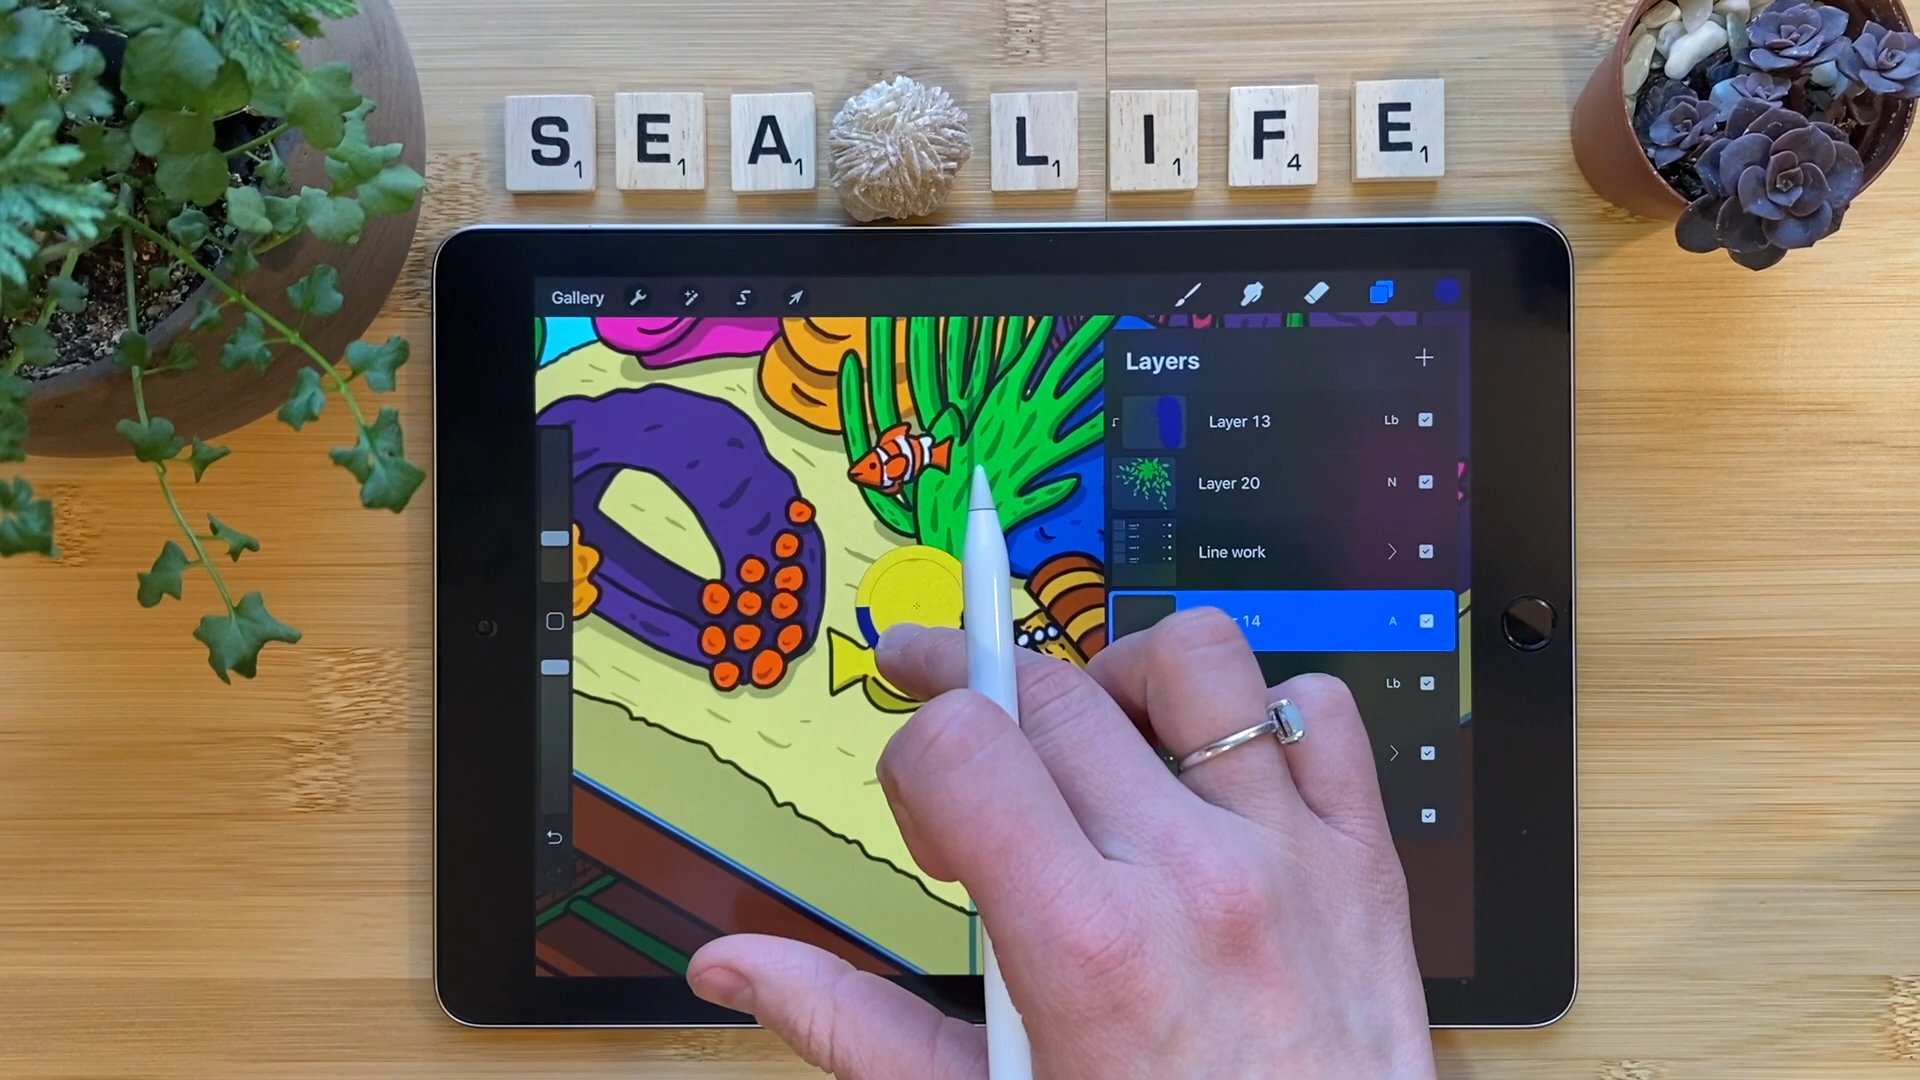 S1 E1 A1 L1 I1 F4 E1
Gallery
Layers
Layer 13 Lb
Layer 20 N
Line work
14 A
Lb